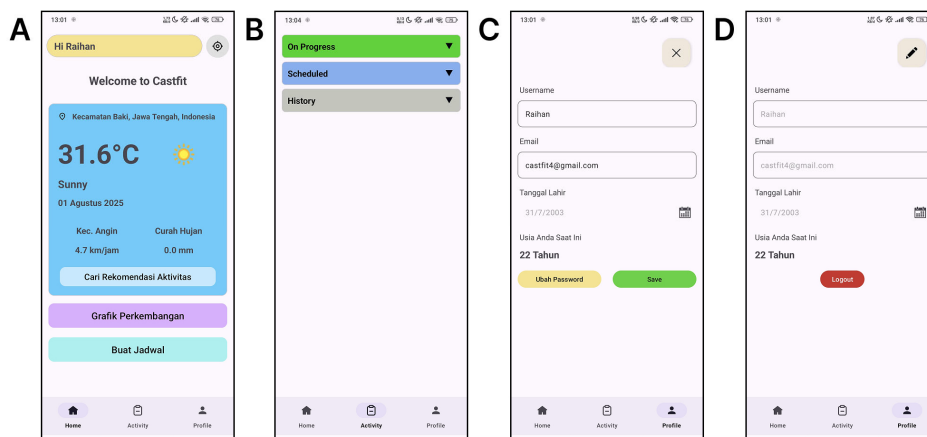 A
13:01
Hi Raihan
Welcome to Castfit
Kecamatan Baki, Jawa Tengah, Indonesia
31.6°C
Sunny
01 Agustus 2025
Kec. Angin
Curah Hujan
4.7 km/jam
0.0 mm
Cari Rekomendasi Aktivitas
Grafik Perkembangan
Buat Jadwal
Home
Activity
Profile
B
13:04
On Progress
Scheduled
History
Home
Activity
Profile
C
13:01
Username
Raihan
Email
castfit4@gmail.com
Tanggal Lahir
31/7/2003
Usia Anda Saat Ini
22 Tahun
Ubah Password
Save
Home
Activity
Profile
D
13:01
Username
Raihan
Email
castfit4@gmail.com
Tanggal Lahir
31/7/2003
Usia Anda Saat Ini
22 Tahun
Logout
Home
Activity
Profile